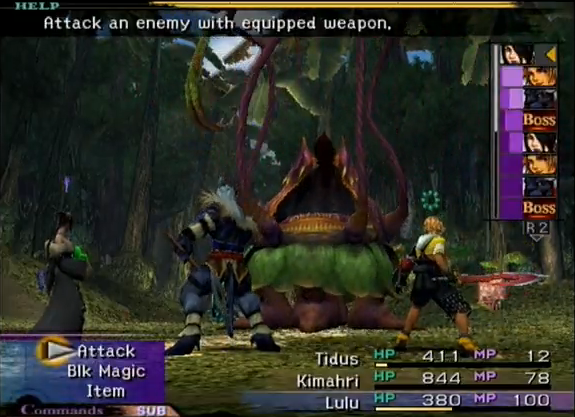 HELP
Attack an enemy with equipped weapon.
BOSS
BOSS
R2
Attack
Blk Magic
Item
Commands SUB
Tidus HP 411 MP 12
Kimahri HP 844 MP 78
Lulu HP 380 MP 100